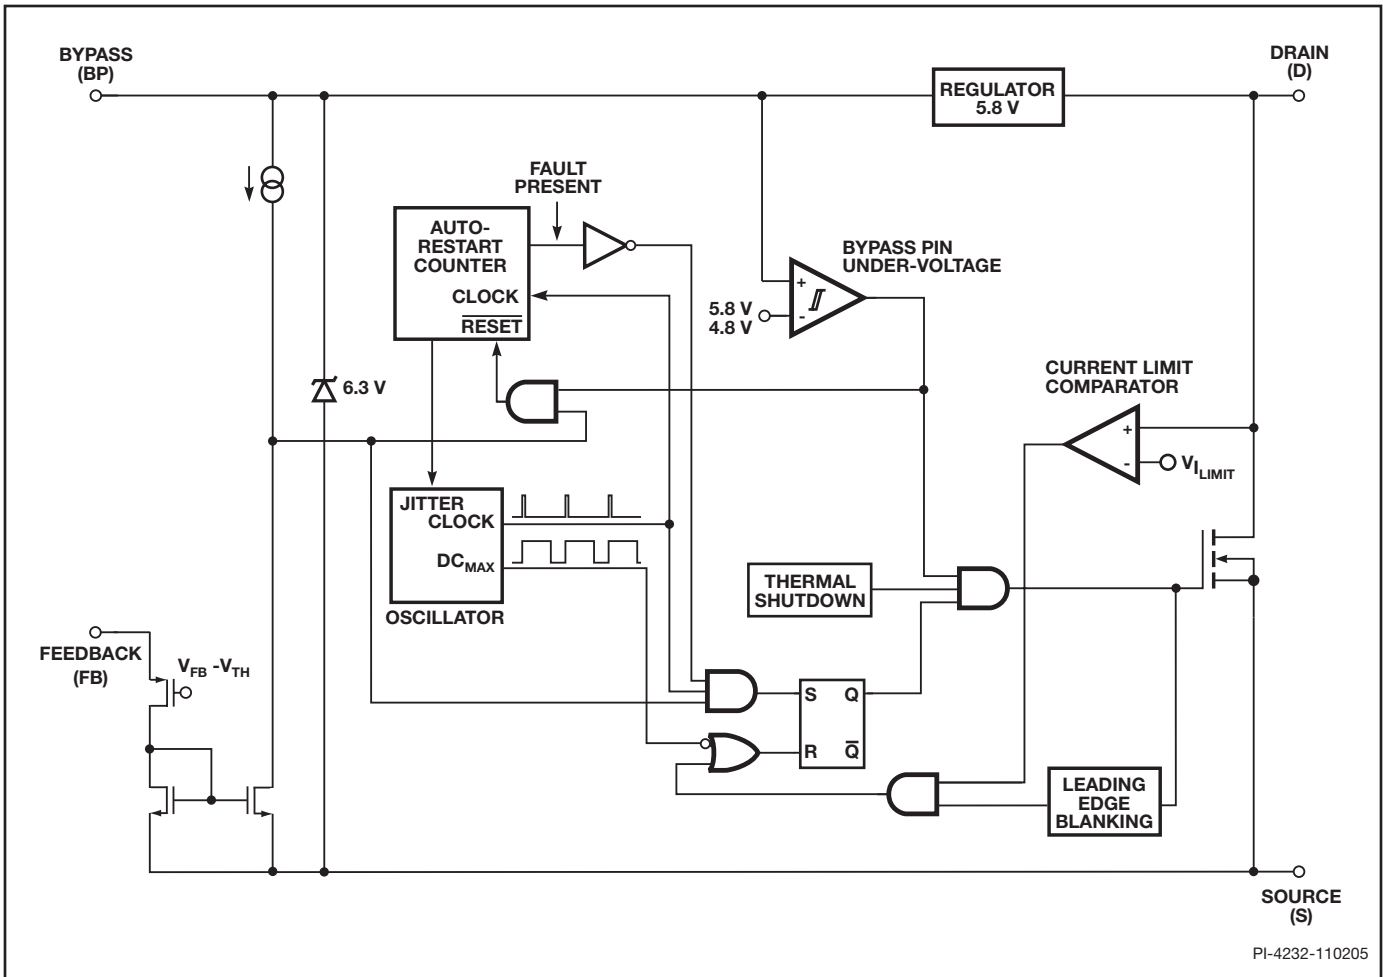 BYPASS
(BP)
DRAIN
(D)
REGULATOR
5.8 V
FAULT
PRESENT
AUTO-
RESTART
COUNTER
CLOCK
RESET
BYPASS PIN
UNDER-VOLTAGE
+
-
5.8 V
4.8 V
6.3 V
CURRENT LIMIT
COMPARATOR
+
-
VILIMIT
JITTER
CLOCK
DCMAX
OSCILLATOR
THERMAL
SHUTDOWN
FEEDBACK
(FB)
VFB -VTH
S Q
R Q̅
LEADING
EDGE
BLANKING
SOURCE
(S)
PI-4232-110205